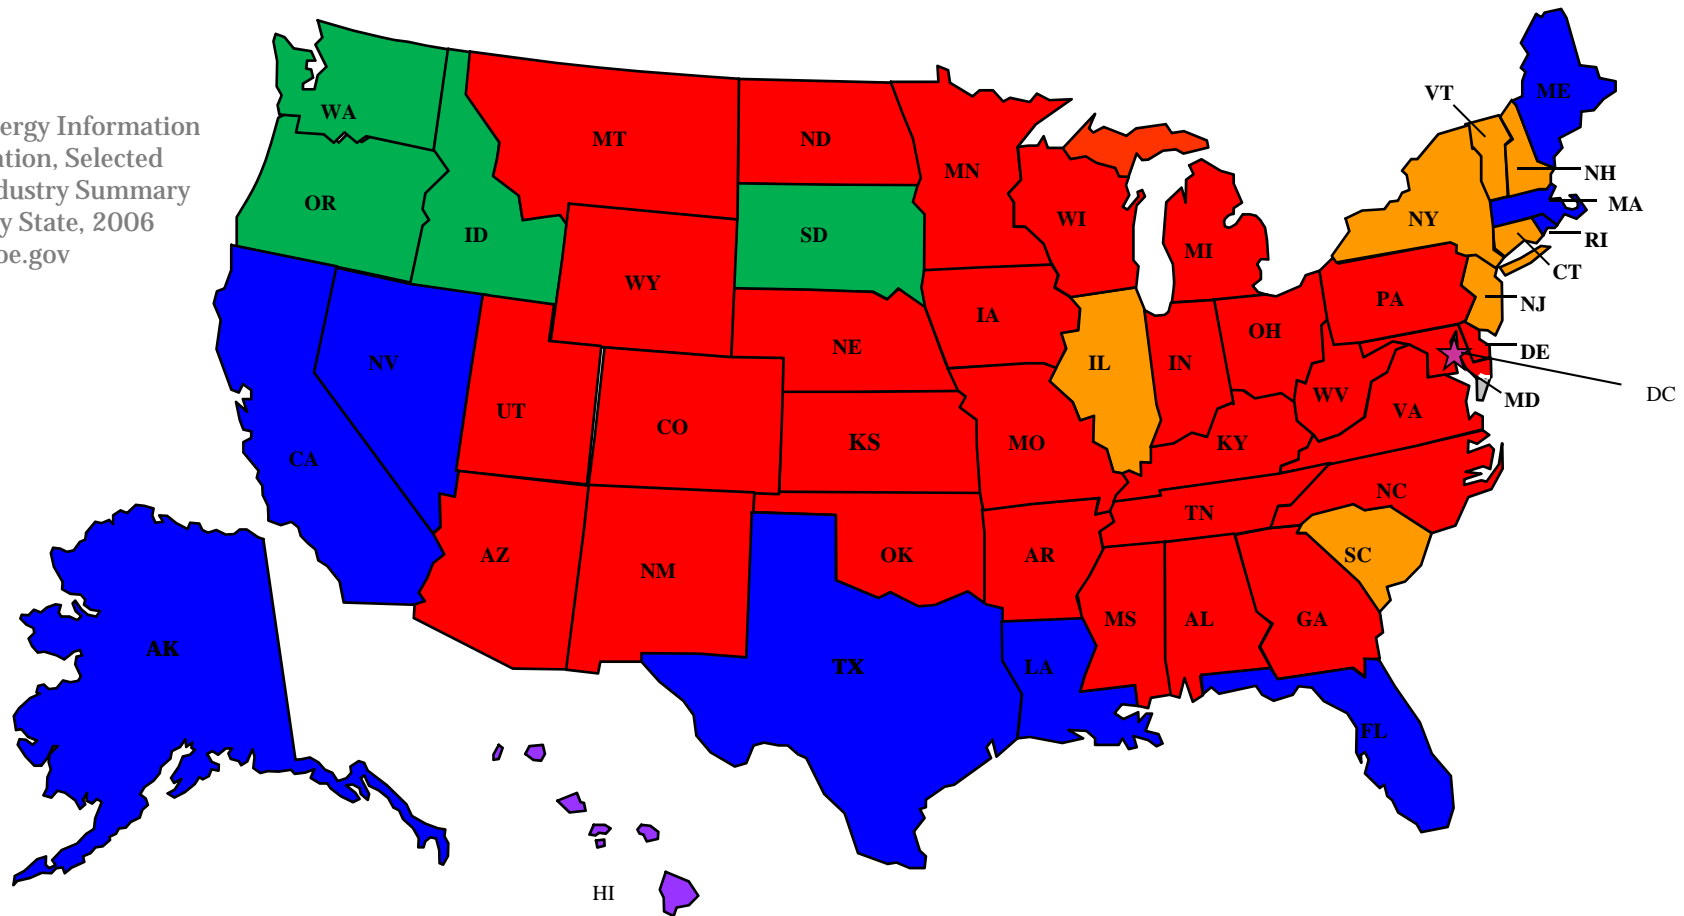 ergy Information
ation, Selected
dustry Summary
y State, 2006
oe.gov
WA
OR
ID
MT
ND
SD
WY
NV
CA
UT
CO
NE
KS
MN
IA
WI
MI
IL
IN
OH
MO
KY
WV
VA
PA
NY
VT
ME
NH
MA
RI
CT
NJ
DE
MD
DC
AZ
NM
OK
AR
TN
NC
SC
MS
AL
GA
TX
LA
FL
AK
HI